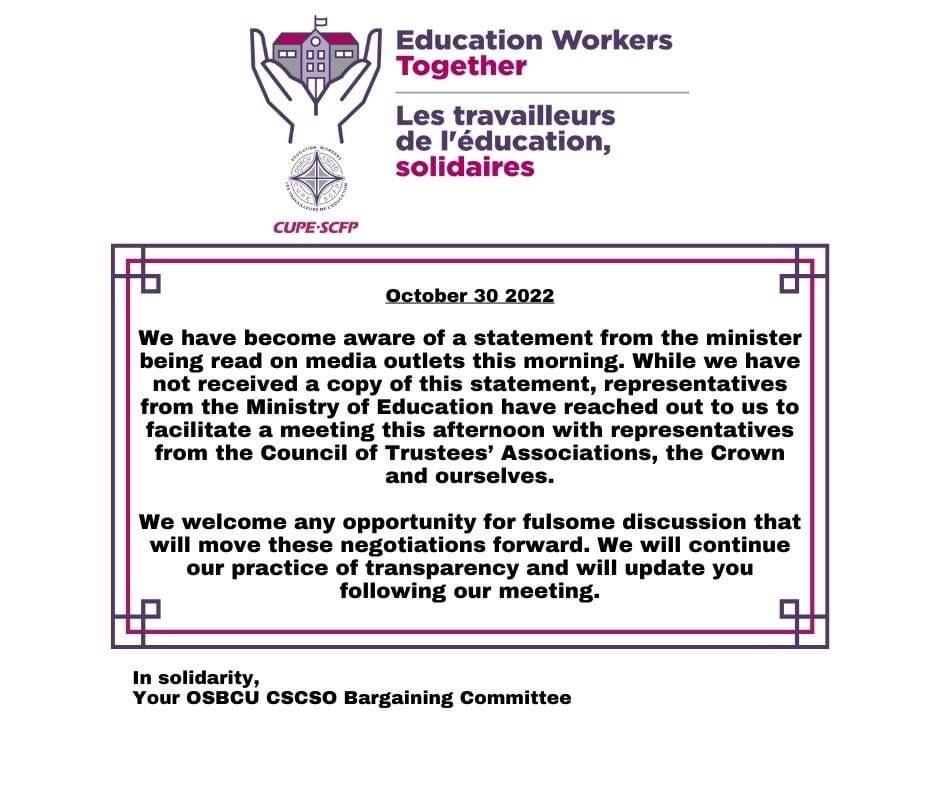 Education Workers
Together
Les travailleurs
de l'éducation,
solidaires
EDUCATION WORKERS
OSBCU CSCSO
CUPE SCFP
LES TRAVAILLEURS DE L'ÉDUCATION
CUPE·SCFP
October 30 2022
We have become aware of a statement from the minister
being read on media outlets this morning. While we have
not received a copy of this statement, representatives
from the Ministry of Education have reached out to us to
facilitate a meeting this afternoon with representatives
from the Council of Trustees’ Associations, the Crown
and ourselves.
We welcome any opportunity for fulsome discussion that
will move these negotiations forward. We will continue
our practice of transparency and will update you
following our meeting.
In solidarity,
Your OSBCU CSCSO Bargaining Committee